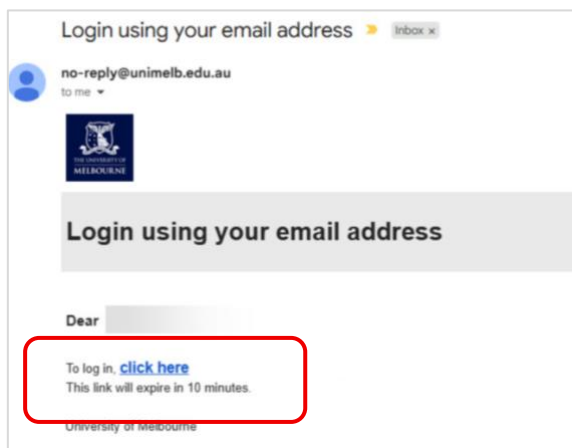 Login using your email address Inbox x
no-reply@unimelb.edu.au
to me
THE UNIVERSITY OF
MELBOURNE
Login using your email address
Dear
To log in, click here
This link will expire in 10 minutes.
University of Melbourne